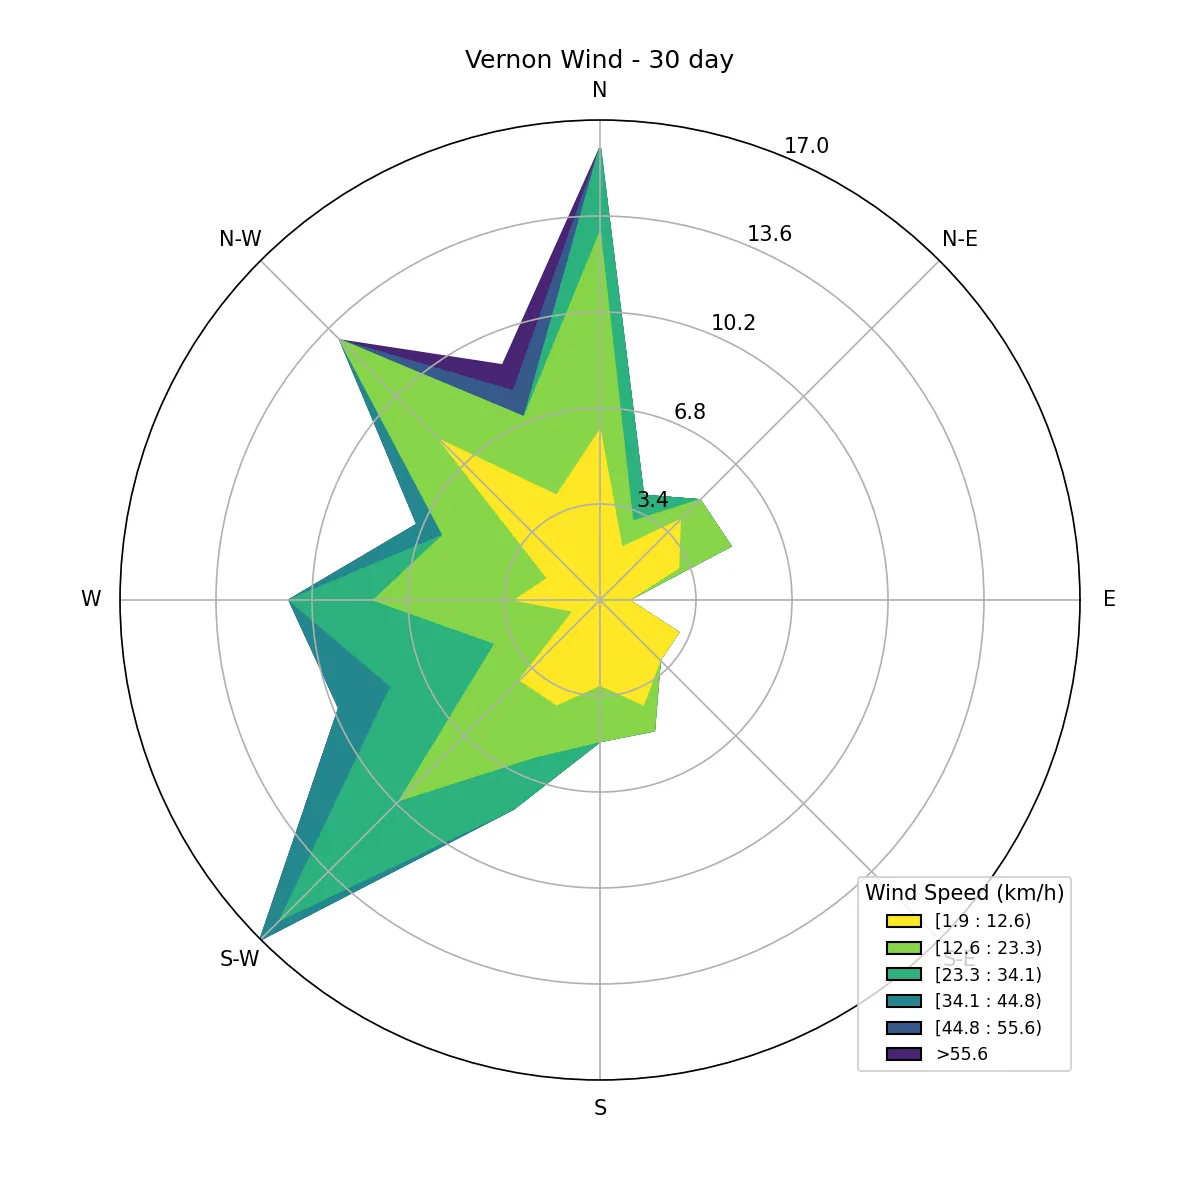 Vernon Wind - 30 day
N
17.0
N-W
13.6
N-E
10.2
6.8
3.4
W
E
Wind Speed (km/h)
[1.9 : 12.6)
[12.6 : 23.3)
S-W
S-E
[23.3 : 34.1)
[34.1 : 44.8)
[44.8 : 55.6)
>55.6
S